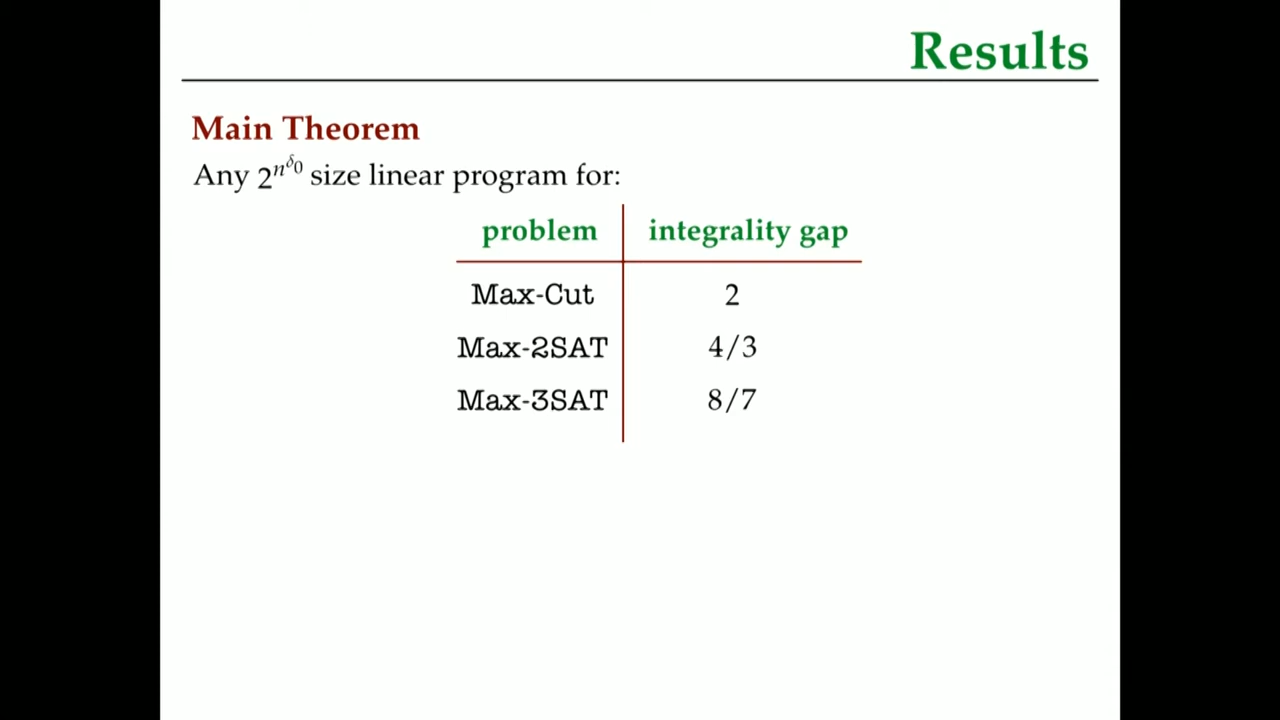 Results
Main Theorem
Any $2^{n^{\delta_0}}$ size linear program for:
problem integrality gap
Max-Cut 2
Max-2SAT 4/3
Max-3SAT 8/7